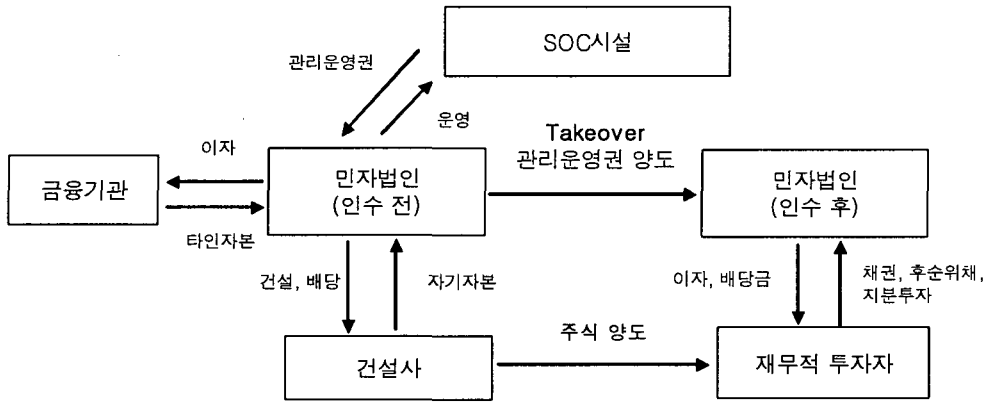 SOC시설
관리운영권
운영
이자
Takeover
관리운영권 양도
금융기관
민자법인
(인수 전)
민자법인
(인수 후)
타인자본
건설, 배당
자기자본
이자, 배당금
채권, 후순위채,
지분투자
주식 양도
건설사
재무적 투자자